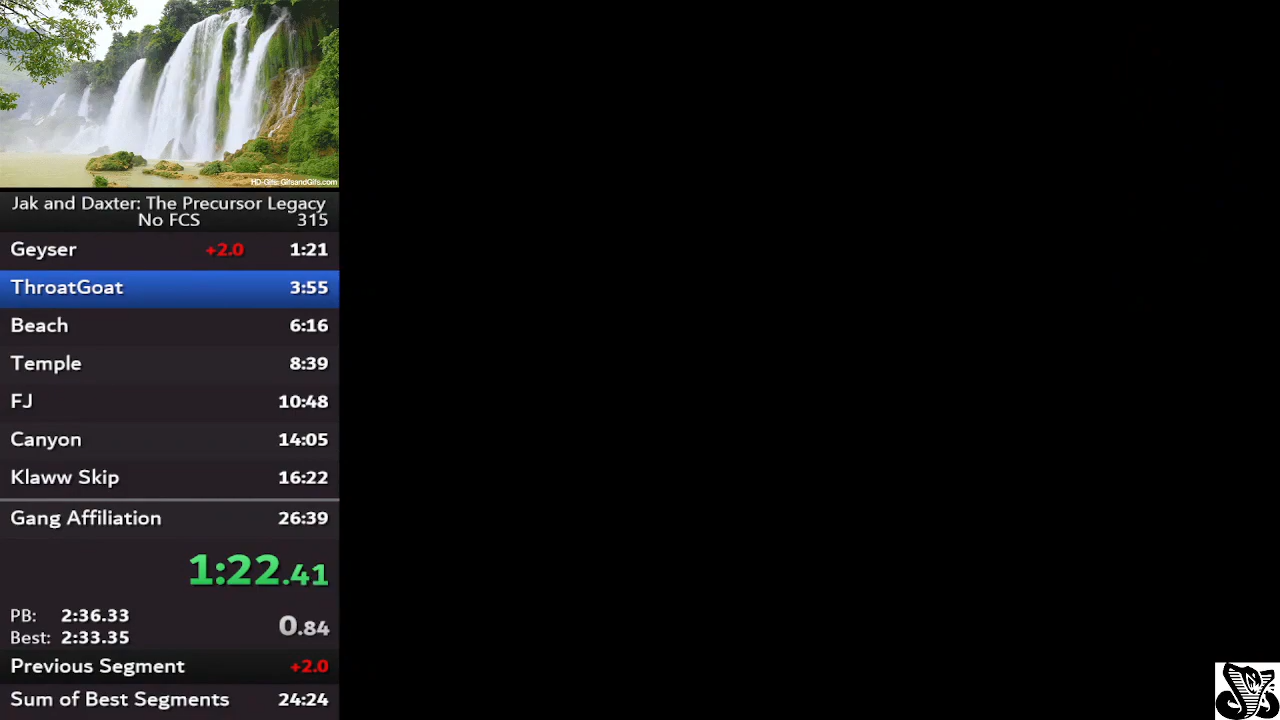 HD-Gifs: GifsandGifs.com
Jak and Daxter: The Precursor Legacy
No FCS 315
Geyser +2.0 1:21
ThroatGoat 3:55
Beach 6:16
Temple 8:39
FJ 10:48
Canyon 14:05
Klaww Skip 16:22
Gang Affiliation 26:39
1:22.41
PB: 2:36.33 0.84
Best: 2:33.35
Previous Segment +2.0
Sum of Best Segments 24:24